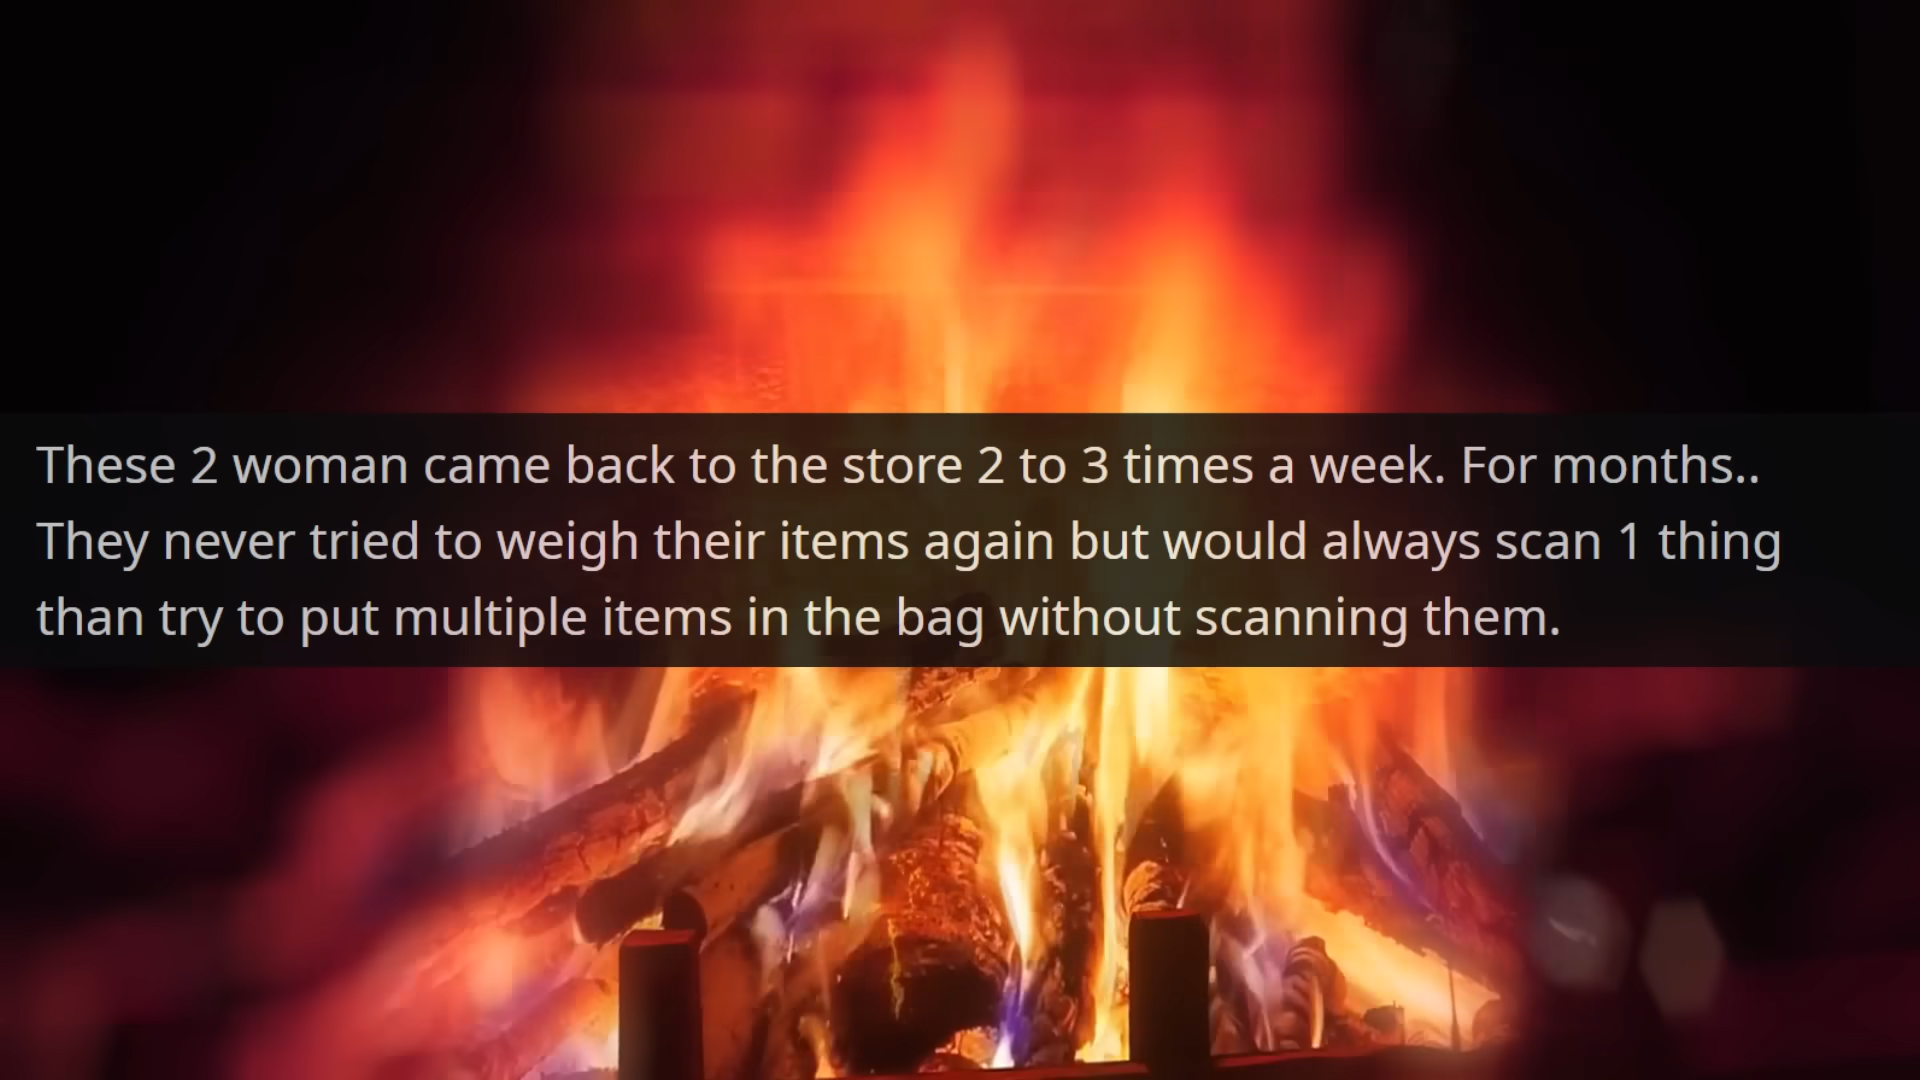 These 2 woman came back to the store 2 to 3 times a week. For months..
They never tried to weigh their items again but would always scan 1 thing
than try to put multiple items in the bag without scanning them.